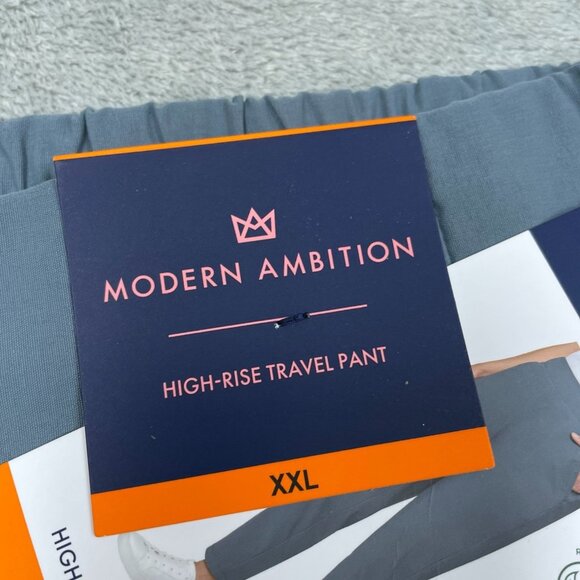 MODERN AMBITION
HIGH-RISE TRAVEL PANT
XXL
HIGH